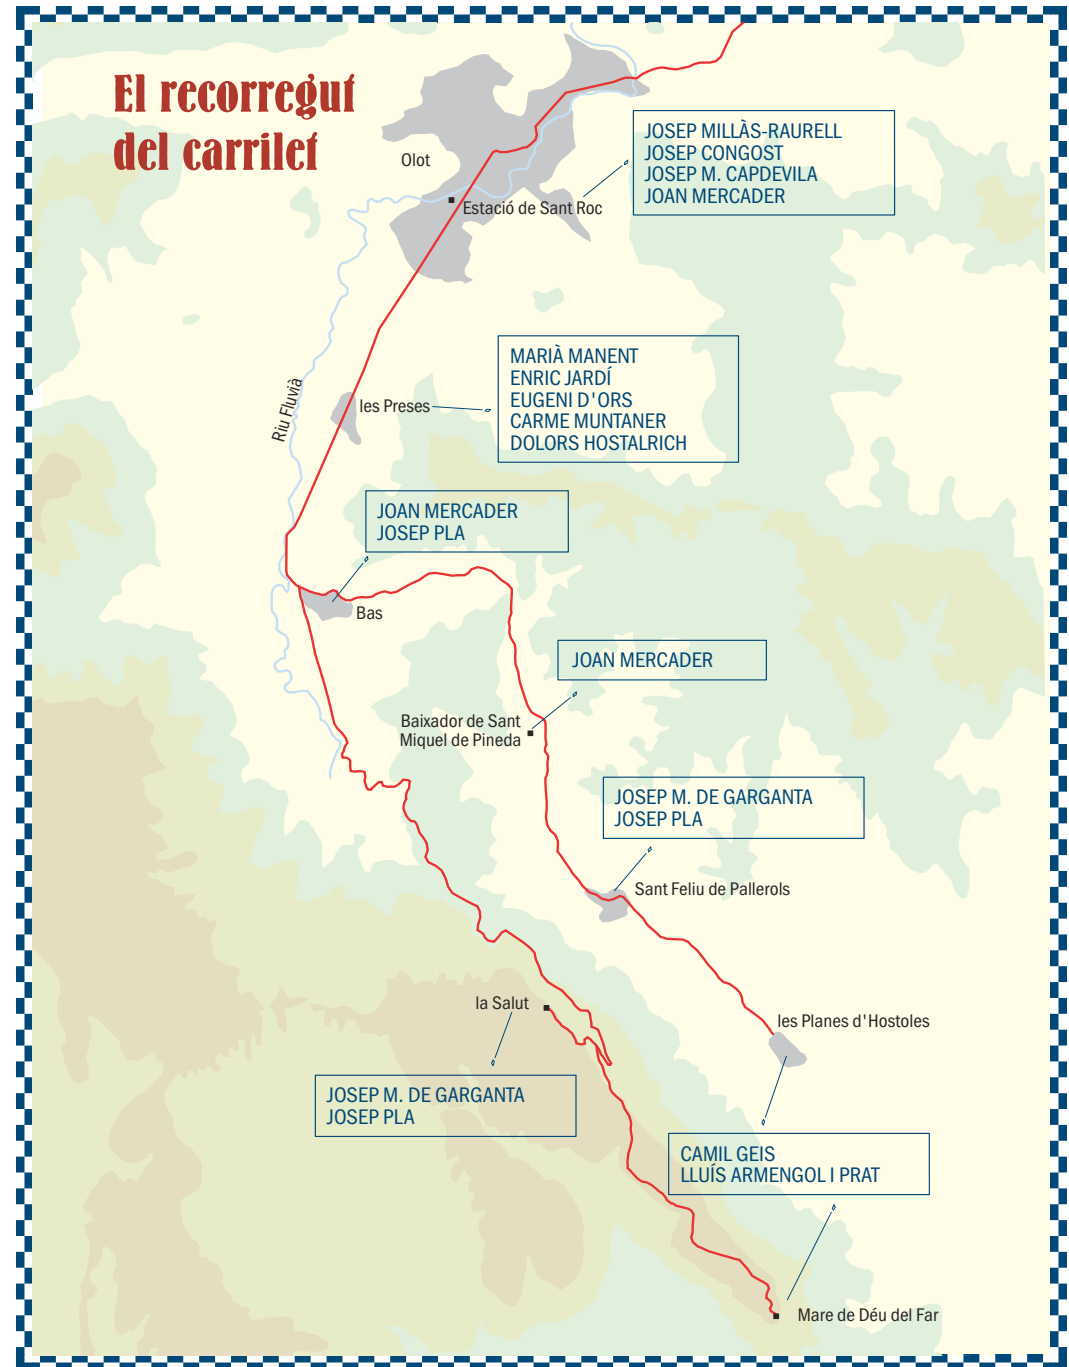 El recorregut
del carrilet
Olot
JOSEP MILLÀS-RAURELL
JOSEP CONGOST
JOSEP M. CAPDEVILA
JOAN MERCADER
Estació de Sant Roc
MARIÀ MANENT
ENRIC JARDÍ
EUGENI D'ORS
CARME MUNTANER
DOLORS HOSTALRICH
Riu Fluvià
les Preses
JOAN MERCADER
JOSEP PLA
Bas
JOAN MERCADER
Baixador de Sant
Miquel de Pineda
JOSEP M. DE GARGANTA
JOSEP PLA
Sant Feliu de Pallerols
la Salut
les Planes d'Hostoles
JOSEP M. DE GARGANTA
JOSEP PLA
CAMIL GEIS
LLUÍS ARMENGOL I PRAT
Mare de Déu del Far